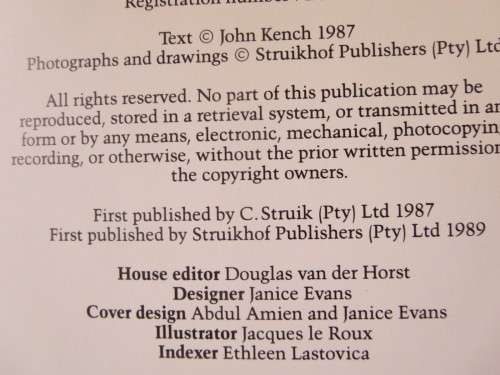 Registration number
Text © John Kench 1987
Photographs and drawings © Struikhof Publishers (Pty) Ltd
All rights reserved. No part of this publication may be
reproduced, stored in a retrieval system, or transmitted in an
form or by any means, electronic, mechanical, photocopyin
recording, or otherwise, without the prior written permission
the copyright owners.
First published by C. Struik (Pty) Ltd 1987
First published by Struikhof Publishers (Pty) Ltd 1989
House editor Douglas van der Horst
Designer Janice Evans
Cover design Abdul Amien and Janice Evans
Illustrator Jacques le Roux
Indexer Ethleen Lastovica